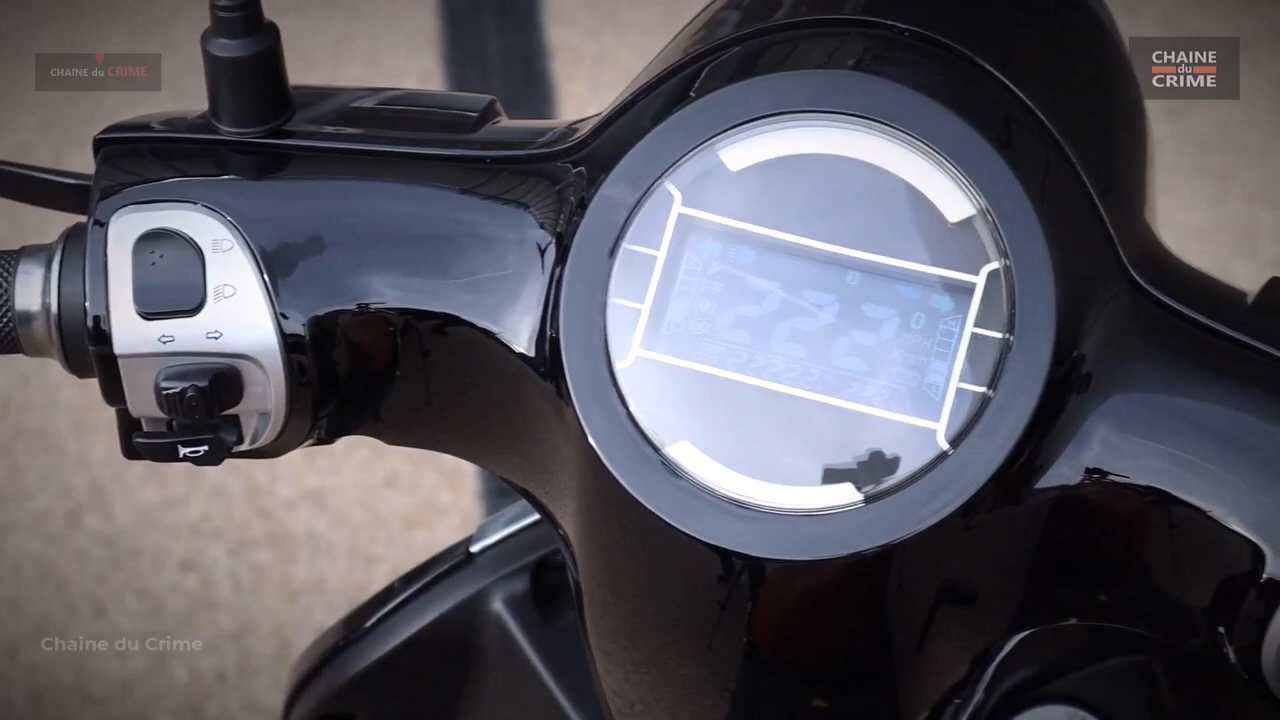 CHAINE du CRIME
CHAINE
du
CRIME
MPH
Km/h
Chaine du Crime